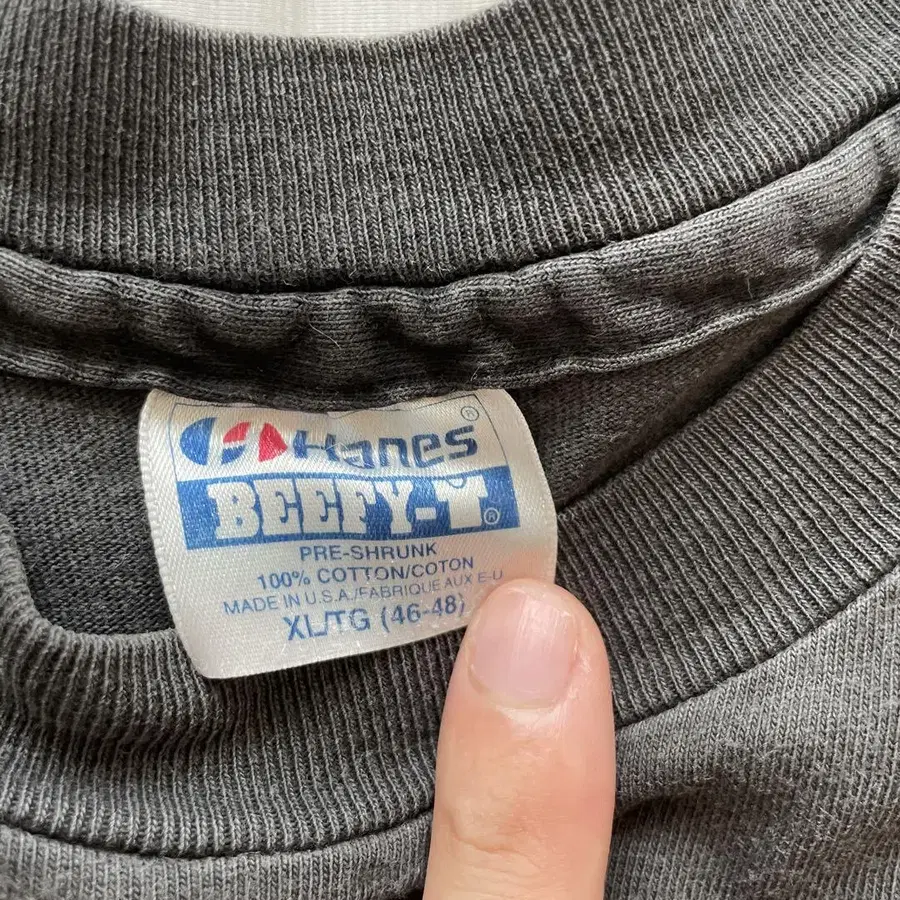 Hanes®
BEEFY-T®
PRE-SHRUNK
100% COTTON/COTON
MADE IN U.S.A./FABRIQUE AUX E-U
XL/TG (46-48)